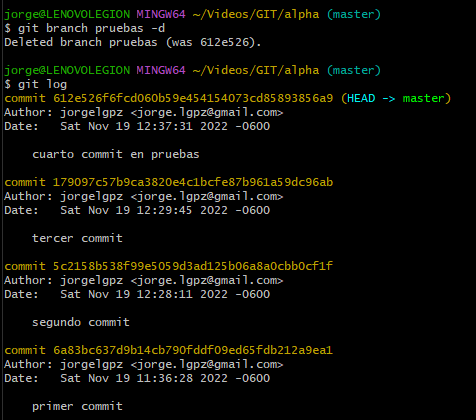 jorge@LENOVOLEGION MINGW64 ~/Videos/GIT/alpha (master)
$ git branch pruebas -d
Deleted branch pruebas (was 612e526).
jorge@LENOVOLEGION MINGW64 ~/Videos/GIT/alpha (master)
$ git log
commit 612e526f6fcd060b59e454154073cd85893856a9 (HEAD -> master)
Author: jorgelgpz <jorge.lgpz@gmail.com>
Date:   Sat Nov 19 12:37:31 2022 -0600
cuarto commit en pruebas
commit 179097c57b9ca3820e4c1bcfe87b961a59dc96ab
Author: jorgelgpz <jorge.lgpz@gmail.com>
Date:   Sat Nov 19 12:29:45 2022 -0600
tercer commit
commit 5c2158b538f99e5059d3ad125b06a8a0cbb0cf1f
Author: jorgelgpz <jorge.lgpz@gmail.com>
Date:   Sat Nov 19 12:28:11 2022 -0600
segundo commit
commit 6a83bc637d9b14cb790fddf09ed65fdb212a9ea1
Author: jorgelgpz <jorge.lgpz@gmail.com>
Date:   Sat Nov 19 11:36:28 2022 -0600
primer commit